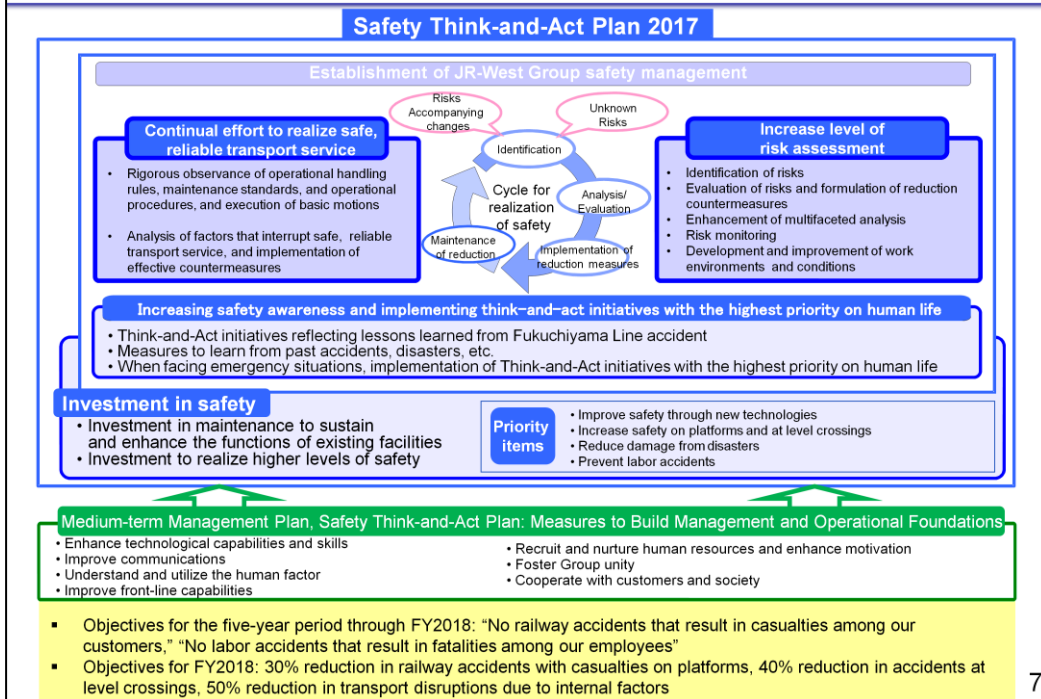 Safety Think-and-Act Plan 2017
Establishment of JR-West Group safety management
Risks
Accompanying
changes
Unknown
Risks
Continual effort to realize safe,
reliable transport service
• Rigorous observance of operational handling
rules, maintenance standards, and operational
procedures, and execution of basic motions
• Analysis of factors that interrupt safe, reliable
transport service, and implementation of
effective countermeasures
Identification
Cycle for
realization
of safety
Analysis/
Evaluation
Implementation of
reduction measures
Maintenance
of reduction
Increase level of
risk assessment
• Identification of risks
• Evaluation of risks and formulation of reduction
countermeasures
• Enhancement of multifaceted analysis
• Risk monitoring
• Development and improvement of work
environments and conditions
Increasing safety awareness and implementing think-and-act initiatives with the highest priority on human life
• Think-and-Act initiatives reflecting lessons learned from Fukuchiyama Line accident
• Measures to learn from past accidents, disasters, etc.
• When facing emergency situations, implementation of Think-and-Act initiatives with the highest priority on human life
Investment in safety
• Investment in maintenance to sustain
and enhance the functions of existing facilities
• Investment to realize higher levels of safety
Priority
items
• Improve safety through new technologies
• Increase safety on platforms and at level crossings
• Reduce damage from disasters
• Prevent labor accidents
Medium-term Management Plan, Safety Think-and-Act Plan: Measures to Build Management and Operational Foundations
• Enhance technological capabilities and skills
• Improve communications
• Understand and utilize the human factor
• Improve front-line capabilities
• Recruit and nurture human resources and enhance motivation
• Foster Group unity
• Cooperate with customers and society
▪ Objectives for the five-year period through FY2018: “No railway accidents that result in casualties among our
customers,” “No labor accidents that result in fatalities among our employees”
▪ Objectives for FY2018: 30% reduction in railway accidents with casualties on platforms, 40% reduction in accidents at
level crossings, 50% reduction in transport disruptions due to internal factors
7